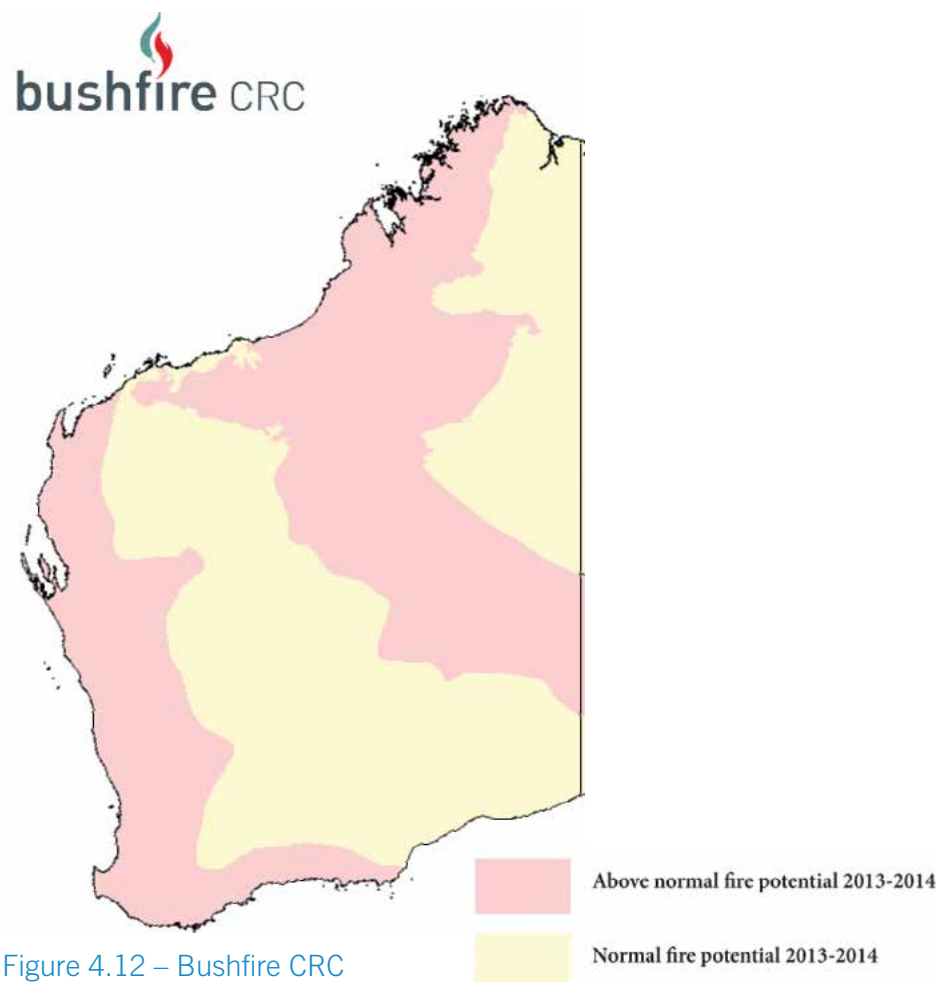 bushfire CRC
Above normal fire potential 2013-2014
Normal fire potential 2013-2014
Figure 4.12 – Bushfire CRC